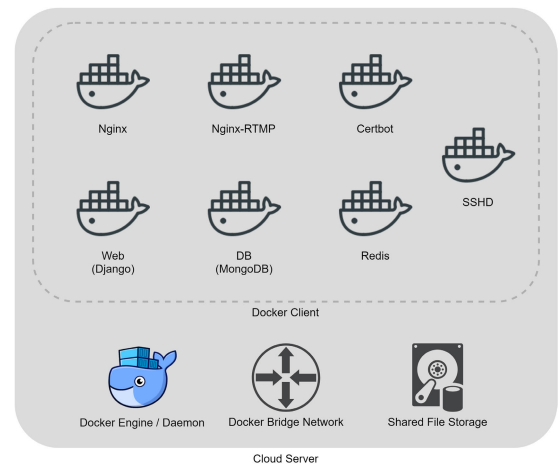 Nginx
Nginx-RTMP
Certbot
SSHD
Web
(Django)
DB
(MongoDB)
Redis
Docker Client
Docker Engine / Daemon
Docker Bridge Network
Shared File Storage
Cloud Server